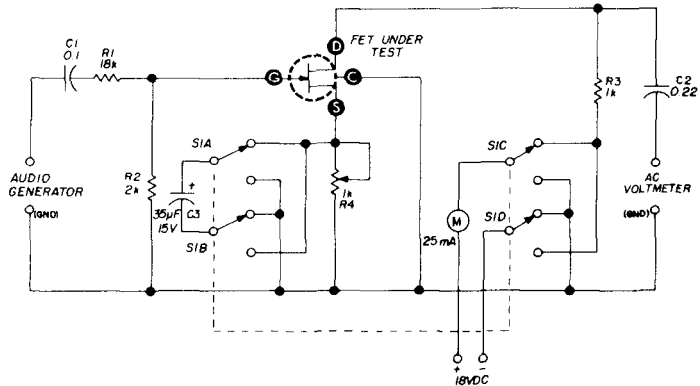 C1
0.1
R1
18k
D
FET UNDER
TEST
G
C
S
R3
1k
C2
0.22
S1A
S1C
AUDIO
GENERATOR
(GND)
R2
2k
+
35µF C3
15V
S1B
1k
R4
M
25mA
S1D
AC
VOLTMETER
(GND)
+ -
18VDC